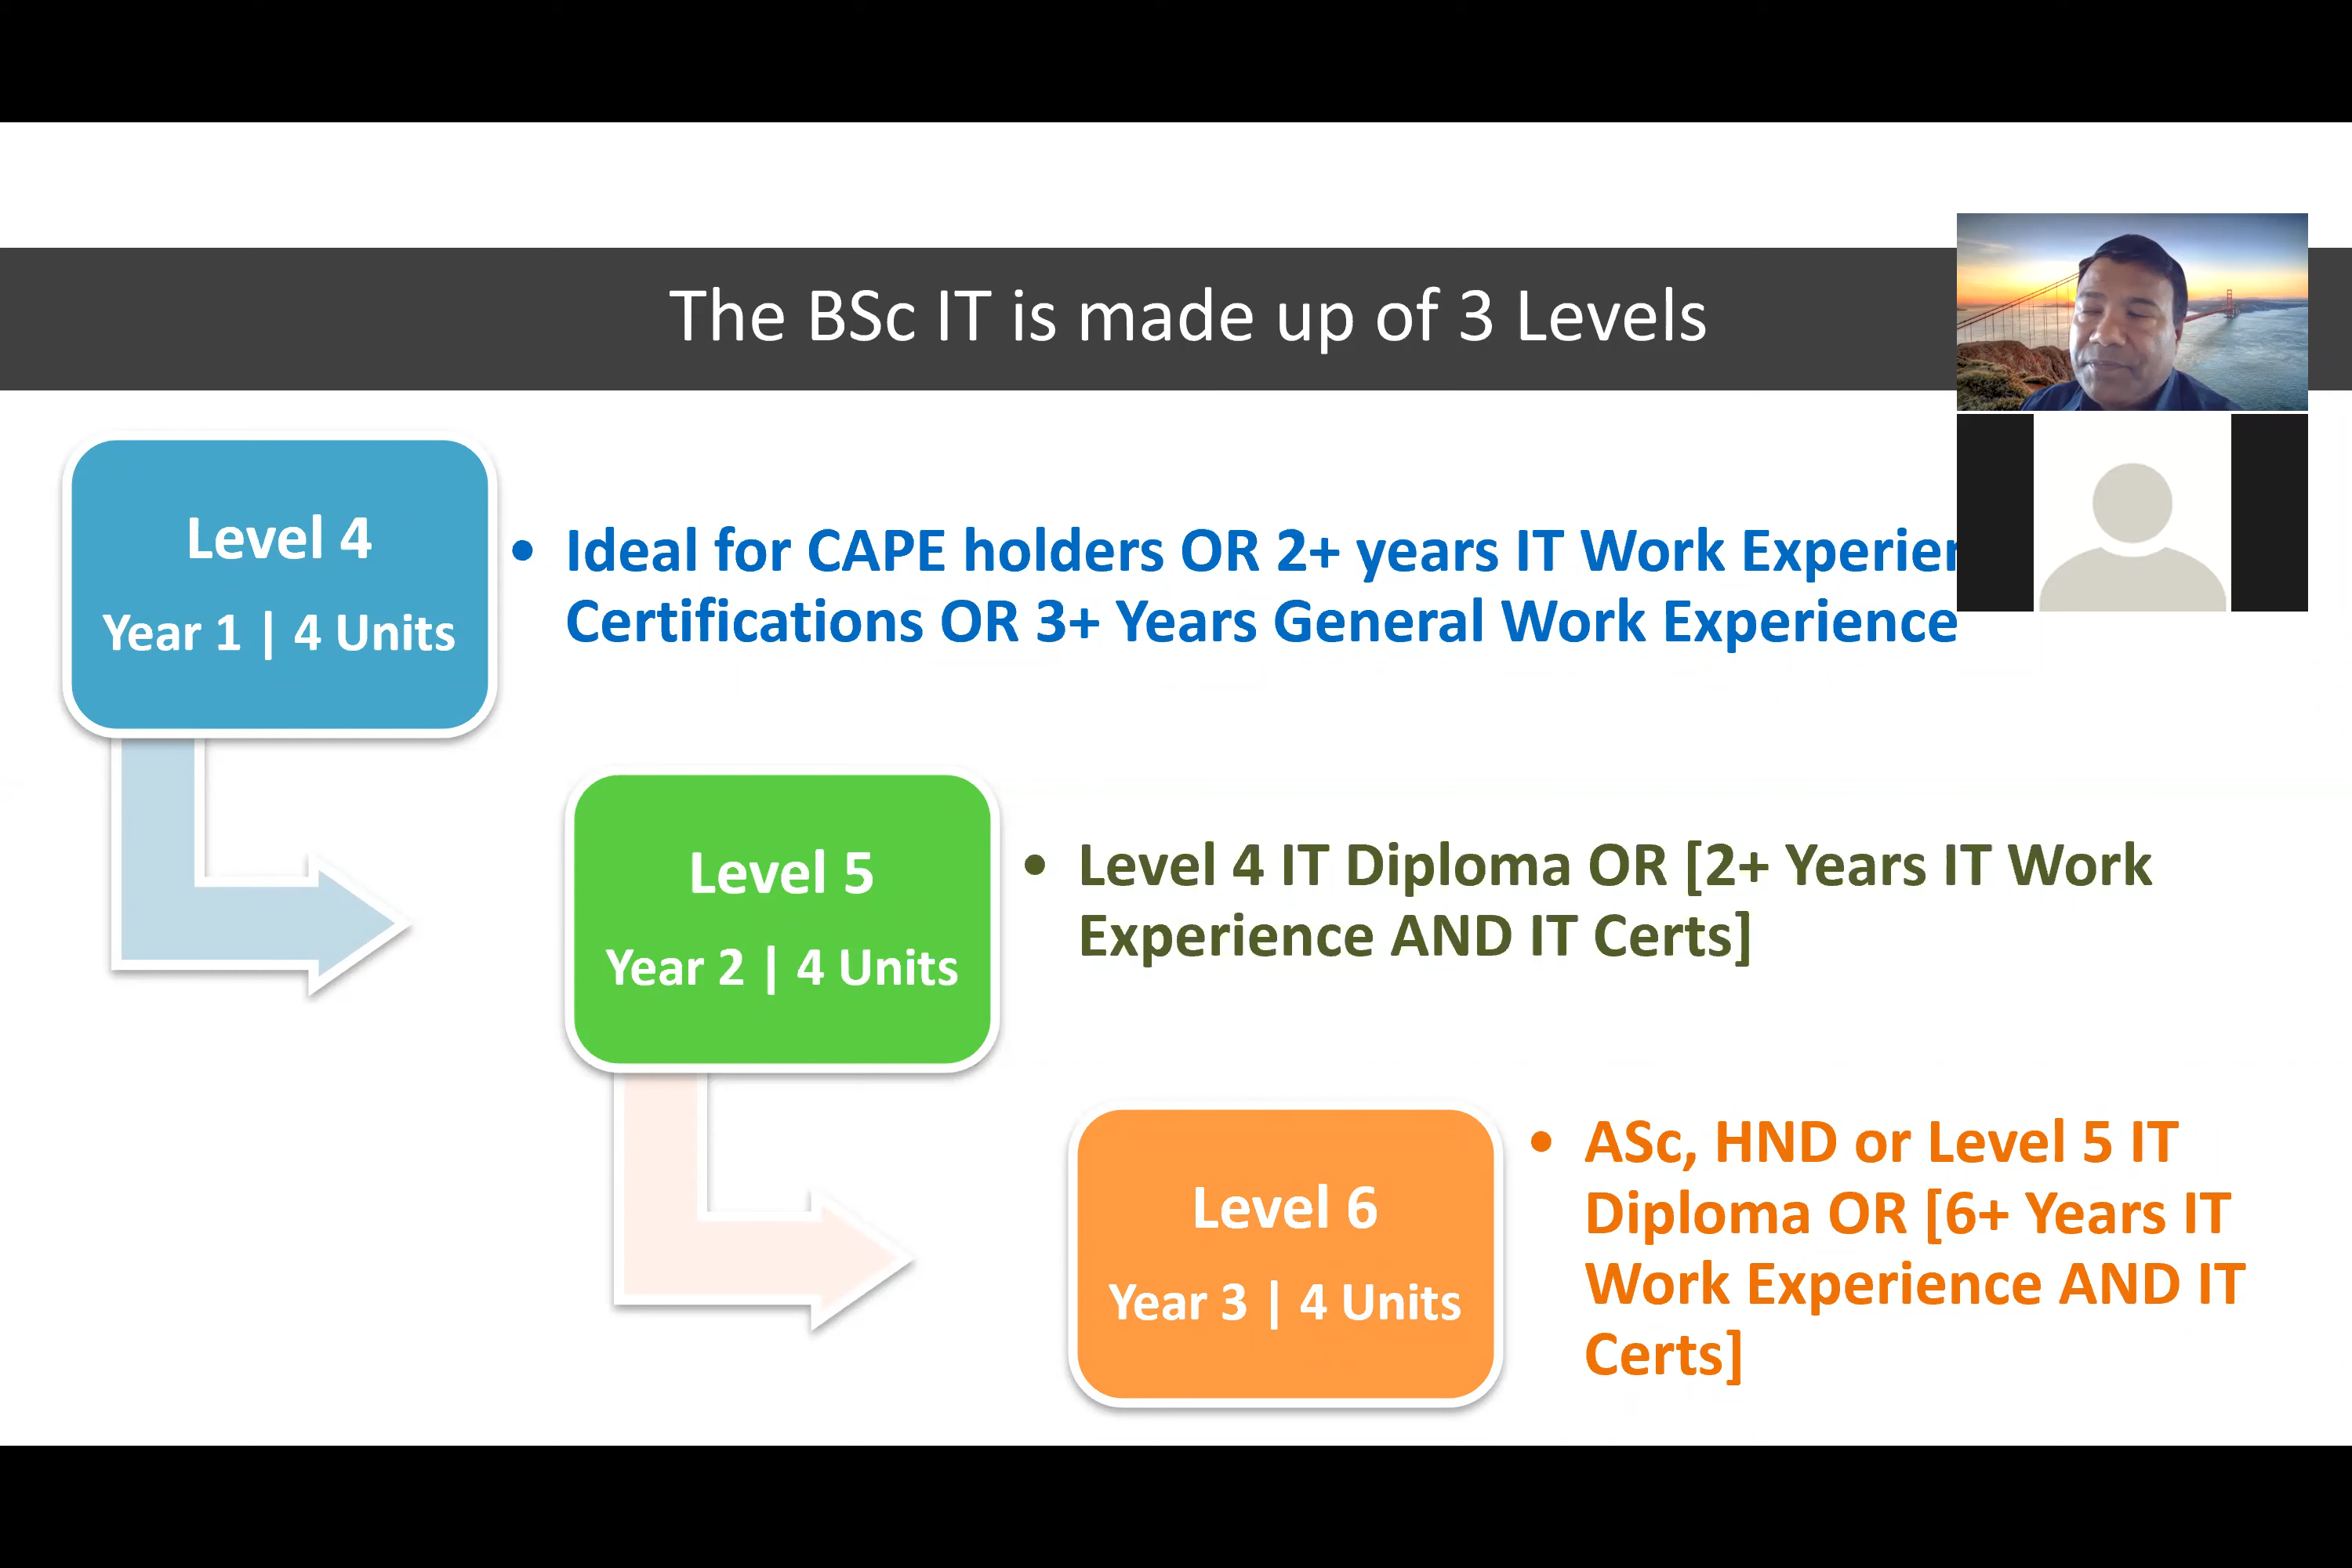 The BSc IT is made up of 3 Levels
Level 4
Year 1 | 4 Units
• Ideal for CAPE holders OR 2+ years IT Work
Certifications OR 3+ Years General Work Experience
Level 5
Year 2 | 4 Units
• Level 4 IT Diploma OR [2+ Years IT Work
Experience AND IT Certs]
Level 6
Year 3 | 4 Units
• ASc, HND or Level 5 IT
Diploma OR [6+ Years IT
Work Experience AND IT
Certs]